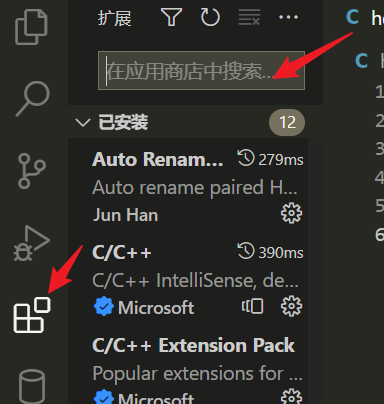 扩展
C he
在应用商店中搜索...
C h
已安装 12
1
Auto Renam... 279ms
2
Auto rename paired H...
3
Jun Han
4
C/C++ 390ms
5
C/C++ IntelliSense, de...
6
Microsoft
C/C++ Extension Pack
Popular extensions for ...
Microsoft